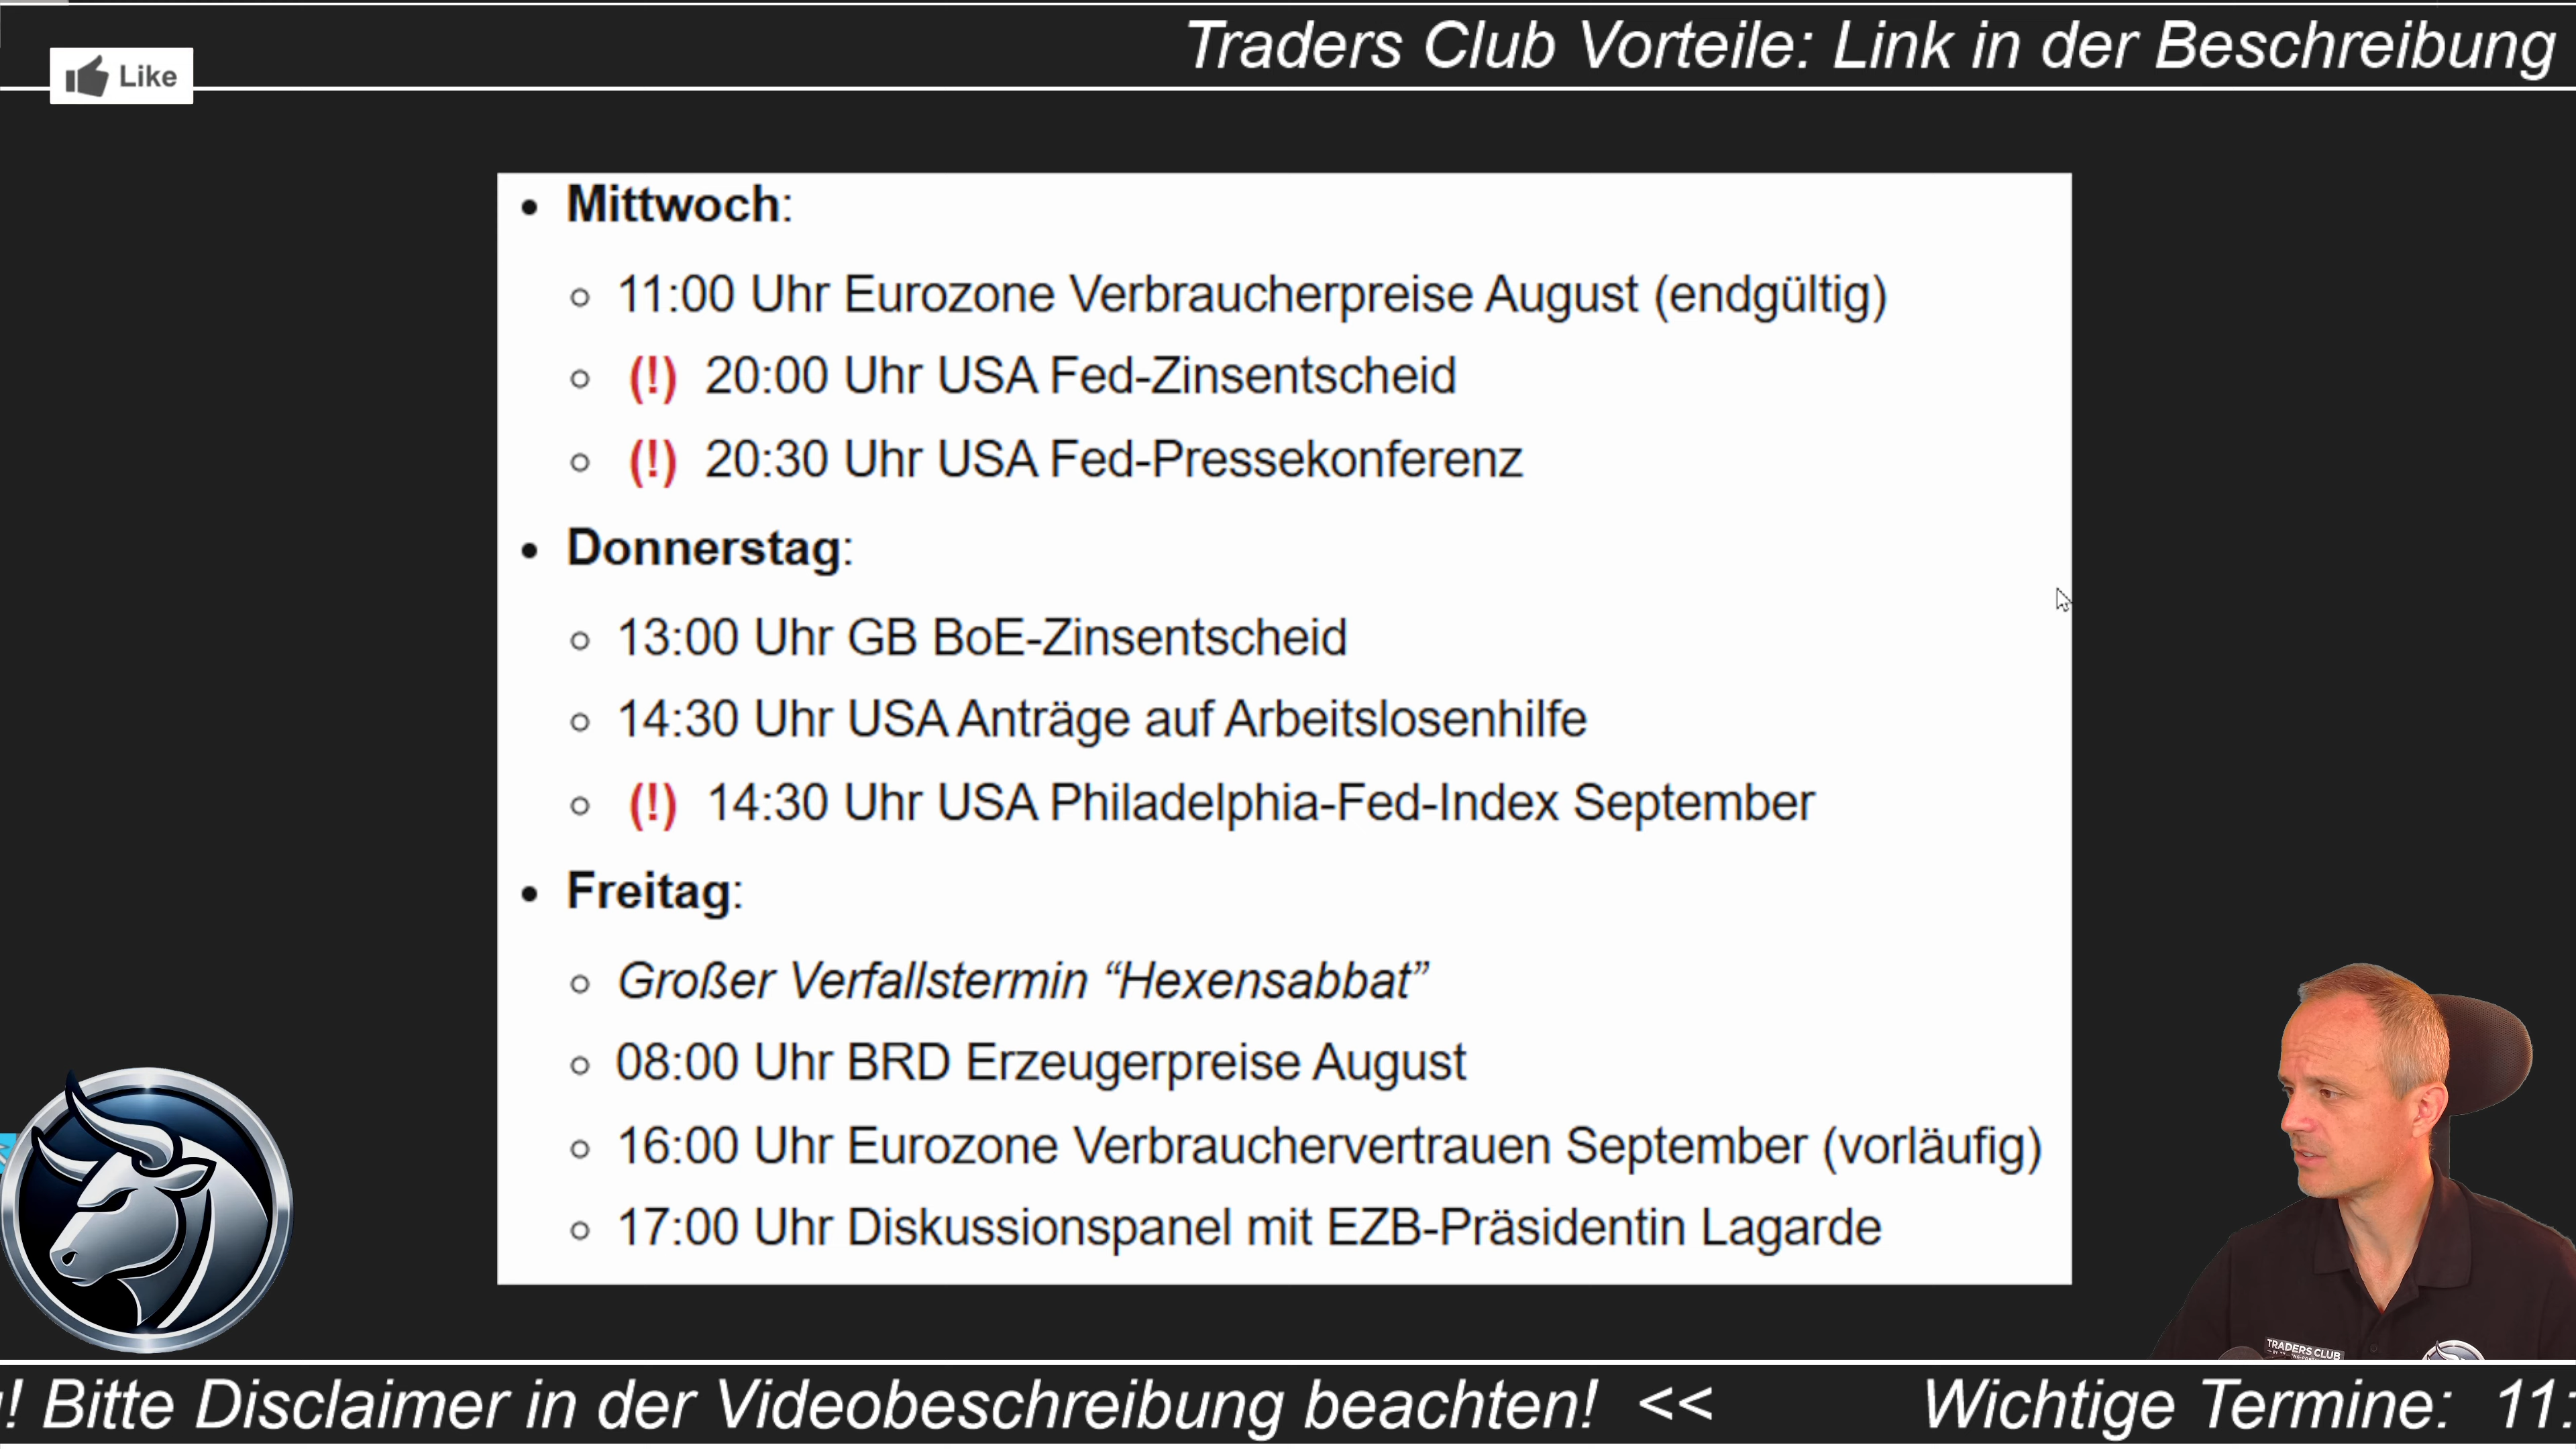 Traders Club Vorteile: Link in der Beschreibung
Like
• Mittwoch:
○ 11:00 Uhr Eurozone Verbraucherpreise August (endgültig)
○ (!) 20:00 Uhr USA Fed-Zinsentscheid
○ (!) 20:30 Uhr USA Fed-Pressekonferenz
• Donnerstag:
○ 13:00 Uhr GB BoE-Zinsentscheid
○ 14:30 Uhr USA Anträge auf Arbeitslosenhilfe
○ (!) 14:30 Uhr USA Philadelphia-Fed-Index September
• Freitag:
○ Großer Verfallstermin “Hexensabbat”
○ 08:00 Uhr BRD Erzeugerpreise August
○ 16:00 Uhr Eurozone Verbrauchervertrauen September (vorläufig)
○ 17:00 Uhr Diskussionspanel mit EZB-Präsidentin Lagarde
TRADERS CLUB
! Bitte Disclaimer in der Videobeschreibung beachten! << Wichtige Termine: 11: